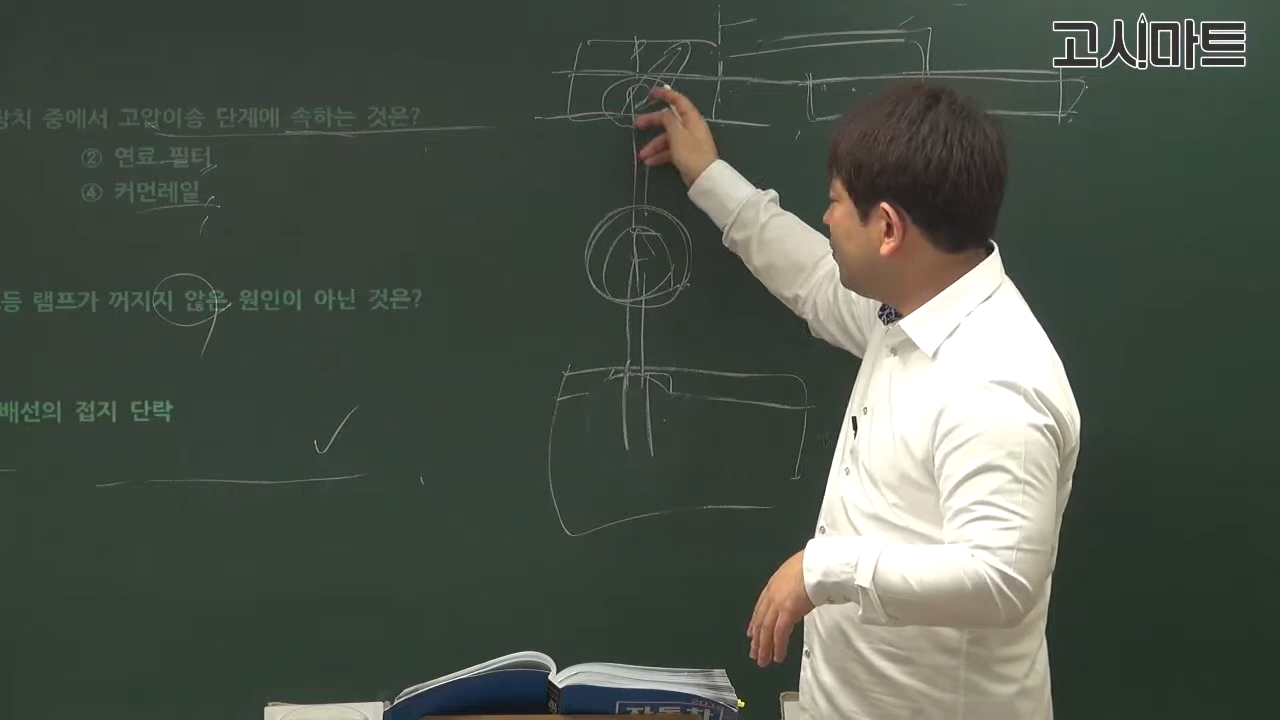 고시마트
장치 중에서 고압이송 단계에 속하는 것은?
② 연료 필터
④ 커먼레일
등 램프가 꺼지지 않은 원인이 아닌 것은?
배선의 접지 단락